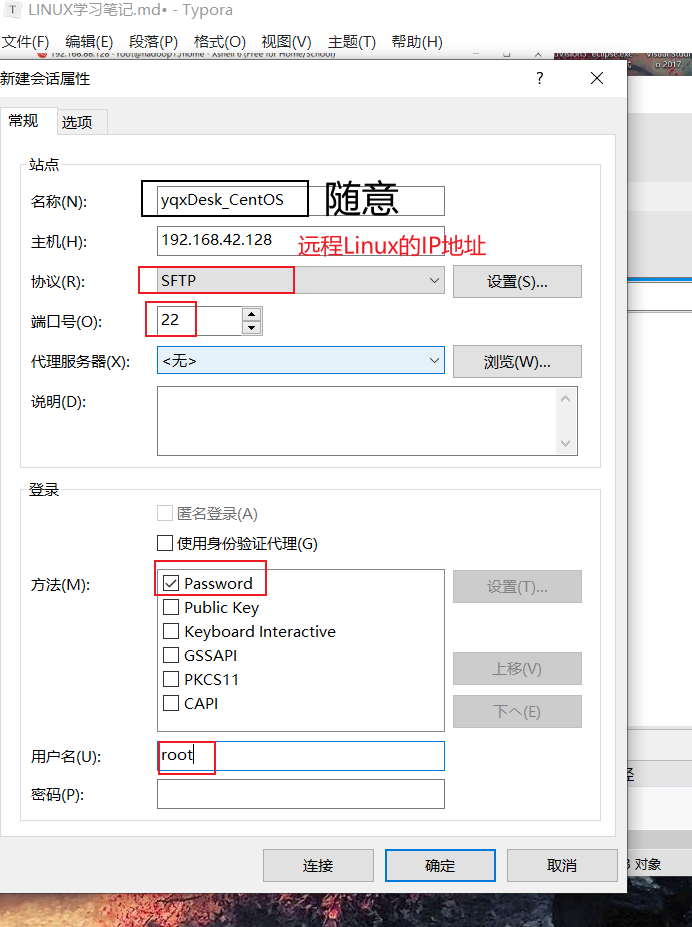 T LINUX学习笔记.md• - Typora
文件(F) 编辑(E) 段落(P) 格式(O) 视图(V) 主题(T) 帮助(H)
192.168.88.128 - root@hadoop1:/home - Xshell 6 (Free for Home/School)
o 2017
新建会话属性 ?
常规 选项
站点
名称(N): yqxDesk_CentOS 随意
主机(H): 192.168.42.128 远程Linux的IP地址
协议(R): SFTP 设置(S)...
端口号(O): 22
代理服务器(X): <无> 浏览(W)...
说明(D):
登录
匿名登录(A)
使用身份验证代理(G)
方法(M): Password 设置(T)...
Public Key
Keyboard Interactive
GSSAPI
上移(V)
PKCS11
CAPI
下へ(E)
用户名(U): root
密码(P):
连接 确定 取消
对象